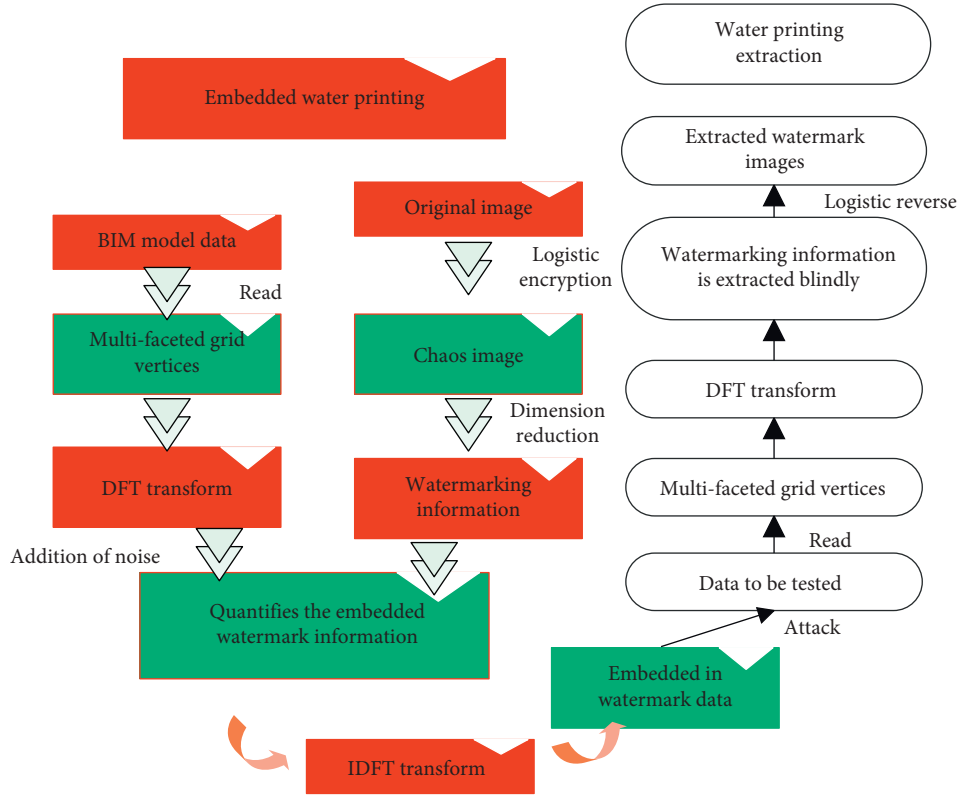 Embedded water printing
BIM model data
Read
Multi-faceted grid
vertices
DFT transform
Addition of noise
Original image
Logistic
encryption
Chaos image
Dimension
reduction
Watermarking
information
Quantifies the embedded
watermark information
IDFT transform
Embedded in
watermark data
Attack
Data to be tested
Read
Multi-faceted grid vertices
DFT transform
Watermarking information
is extracted blindly
Logistic reverse
Extracted watermark
images
Water printing
extraction